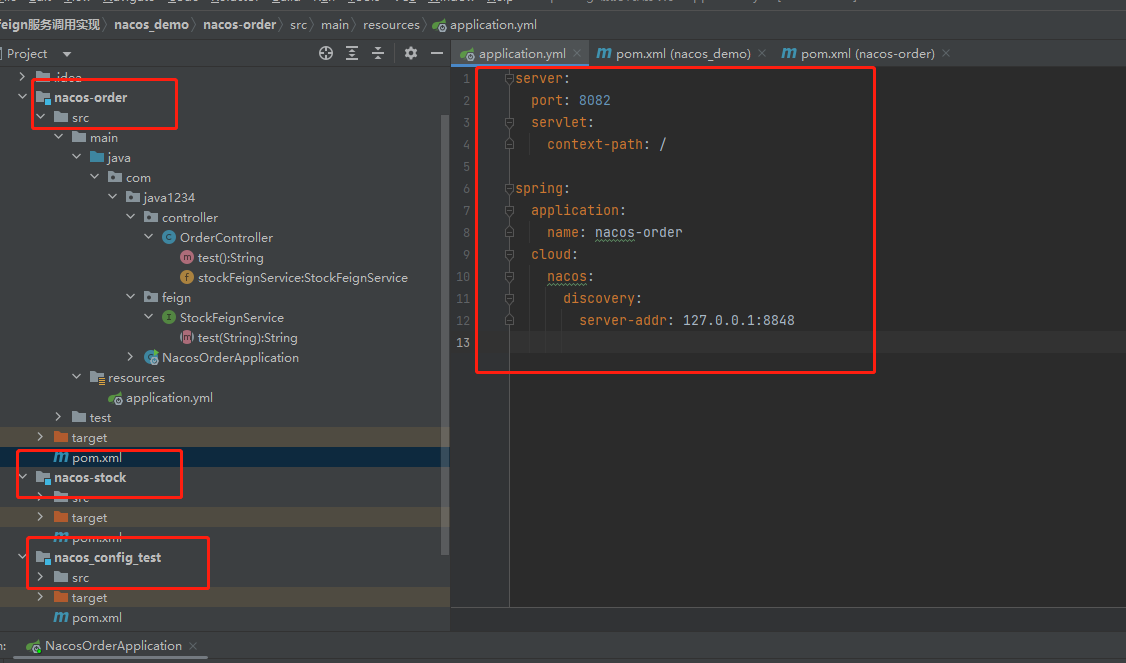 feign服务调用实现 nacos_demo nacos-order src main resources application.yml
Project
application.yml pom.xml (nacos_demo) pom.xml (nacos-order)
.idea
nacos-order
src
main
java
com
java1234
controller
OrderController
test():String
stockFeignService:StockFeignService
feign
StockFeignService
test(String):String
NacosOrderApplication
resources
application.yml
test
target
pom.xml
nacos-stock
src
target
pom.xml
nacos_config_test
src
target
pom.xml
1 server:
2 port: 8082
3 servlet:
4 context-path: /
5
6 spring:
7 application:
8 name: nacos-order
9 cloud:
10 nacos:
11 discovery:
12 server-addr: 127.0.0.1:8848
13
NacosOrderApplication